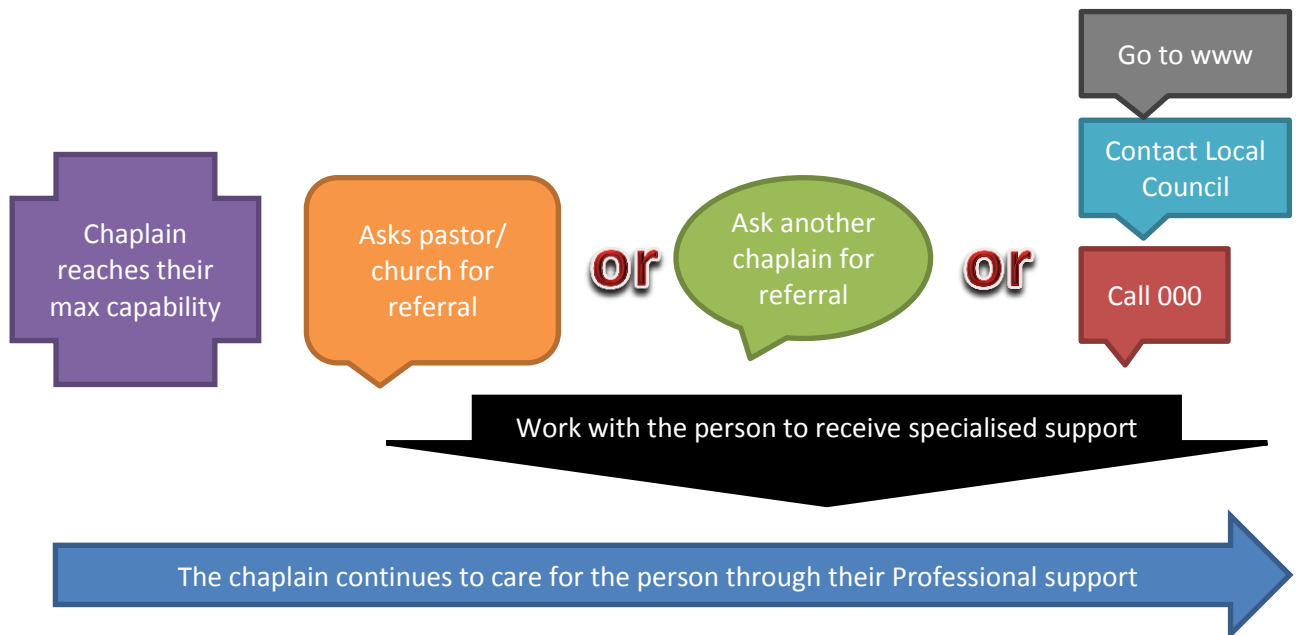 Chaplain
reaches their
max capability
Asks pastor/
church for
referral
or
Ask another
chaplain for
referral
or
Go to www
Contact Local
Council
Call 000
Work with the person to receive specialised support
The chaplain continues to care for the person through their Professional support